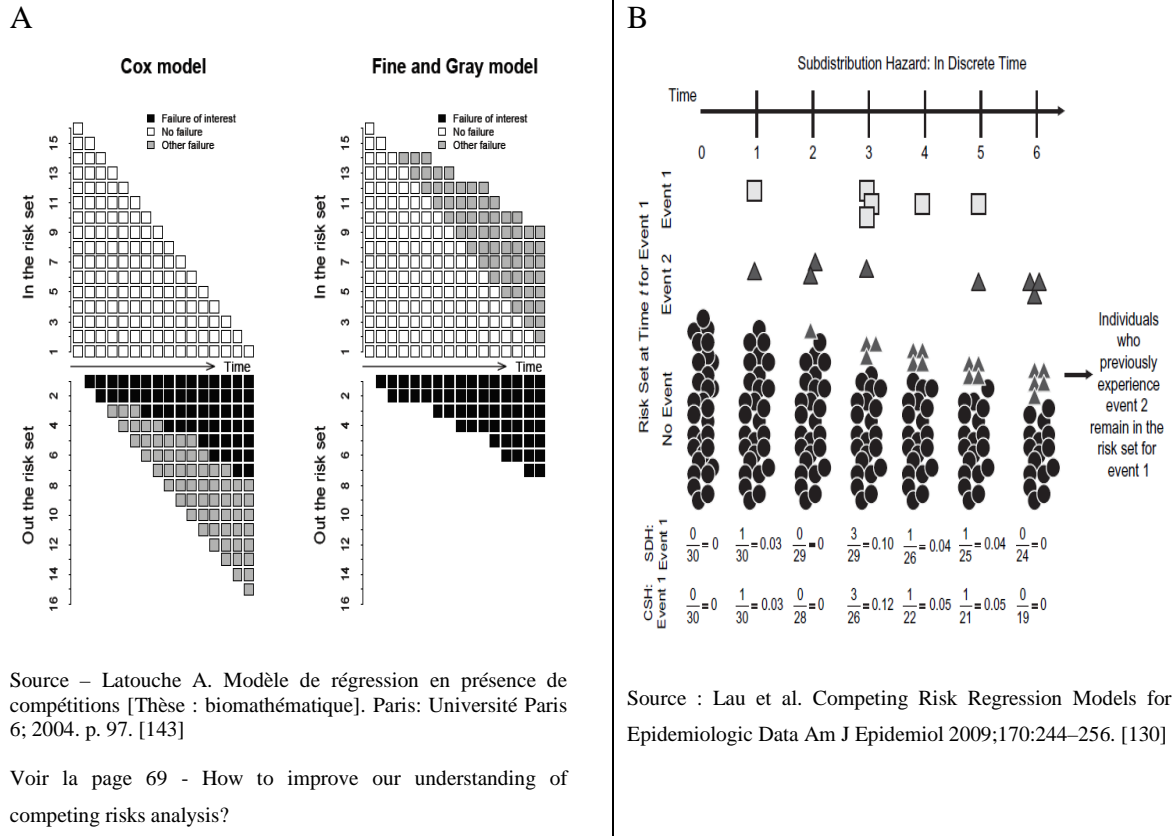 A
Cox model
Fine and Gray model
Failure of interest
No failure
Other failure
Failure of interest
No failure
Other failure
In the risk set
15
13
11
9
7
5
3
1
Time
Out the risk set
2
4
6
8
10
12
14
16
In the risk set
15
13
11
9
7
5
3
1
Time
Out the risk set
2
4
6
8
10
12
14
16
Source – Latouche A. Modèle de régression en présence de
compétitions [Thèse : biomathématique]. Paris: Université Paris
6; 2004. p. 97. [143]
Voir la page 69 - How to improve our understanding of
competing risks analysis?
B
Subdistribution Hazard: In Discrete Time
Time
0 1 2 3 4 5 6
Risk Set at Time t for Event 1
Event 1
Event 2
No Event
Individuals
who
previously
experience
event 2
remain in the
risk set for
event 1
SDH:
Event 1
0/30 = 0 1/30 = 0.03 0/29 = 0 3/29 = 0.10 1/26 = 0.04 1/25 = 0.04 0/24 = 0
CSH:
Event 1
0/30 = 0 1/30 = 0.03 0/28 = 0 3/26 = 0.12 1/22 = 0.05 1/21 = 0.05 0/19 = 0
Source : Lau et al. Competing Risk Regression Models for
Epidemiologic Data Am J Epidemiol 2009;170:244–256. [130]